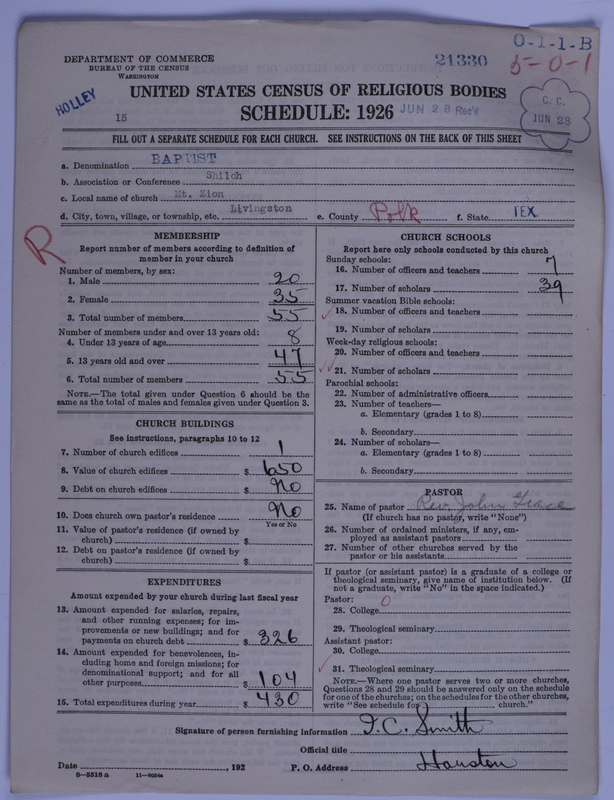 DEPARTMENT OF COMMERCE
BUREAU OF THE CENSUS
WASHINGTON
21330
O-1-1-B
5-0-1
HOLLEY
UNITED STATES CENSUS OF RELIGIOUS BODIES
15
SCHEDULE: 1926
JUN 28 Rec'd
C. C.
JUN 28
FILL OUT A SEPARATE SCHEDULE FOR EACH CHURCH. SEE INSTRUCTIONS ON THE BACK OF THIS SHEET
a. Denomination BAPTIST
b. Association or Conference Shiloh
c. Local name of church Mt. Zion
d. City, town, village, or township, etc. Livingston e. County Polk f. State TEX.
R
MEMBERSHIP
Report number of members according to definition of
member in your church
Number of members, by sex:
1. Male 20
2. Female 35
3. Total number of members 55
Number of members under and over 13 years old:
4. Under 13 years of age 8
5. 13 years old and over 47
6. Total number of members 55
NOTE.—The total given under Question 6 should be the
same as the total of males and females given under Question 3.
CHURCH BUILDINGS
See instructions, paragraphs 10 to 12
7. Number of church edifices 1
8. Value of church edifices $ 650
9. Debt on church edifices $ No
10. Does church own pastor's residence No
Yes or No
11. Value of pastor's residence (if owned by
church) $
12. Debt on pastor's residence (if owned by
church) $
EXPENDITURES
Amount expended by your church during last fiscal year
13. Amount expended for salaries, repairs,
and other running expenses; for im-
provements or new buildings; and for
payments on church debt $ 326
14. Amount expended for benevolences, in-
cluding home and foreign missions; for
denominational support; and for all
other purposes $ 104
15. Total expenditures during year $ 430
CHURCH SCHOOLS
Report here only schools conducted by this church
Sunday schools:
16. Number of officers and teachers 7
17. Number of scholars 39
Summer vacation Bible schools:
18. Number of officers and teachers
19. Number of scholars
Week-day religious schools:
20. Number of officers and teachers
21. Number of scholars
Parochial schools:
22. Number of administrative officers
23. Number of teachers—
a. Elementary (grades 1 to 8)
b. Secondary
24. Number of scholars—
a. Elementary (grades 1 to 8)
b. Secondary
PASTOR
25. Name of pastor Rev. John
(If church has no pastor, write "None")
26. Number of ordained ministers, if any, em-
ployed as assistant pastors
27. Number of other churches served by the
pastor or his assistants
If pastor (or assistant pastor) is a graduate of a college or
theological seminary, give name of institution below. (If
not a graduate, write "No" in the space indicated.)
Pastor: 0
28. College
29. Theological seminary
Assistant pastor:
30. College
31. Theological seminary
NOTE.—Where one pastor serves two or more churches,
Questions 28 and 29 should be answered only on the schedule
for one of the churches; on the schedules for the other churches,
write "See schedule for church."
Signature of person furnishing information I. C. Smith
Official title
Date , 192 P. O. Address Houston
8-5518 a 11-9024a